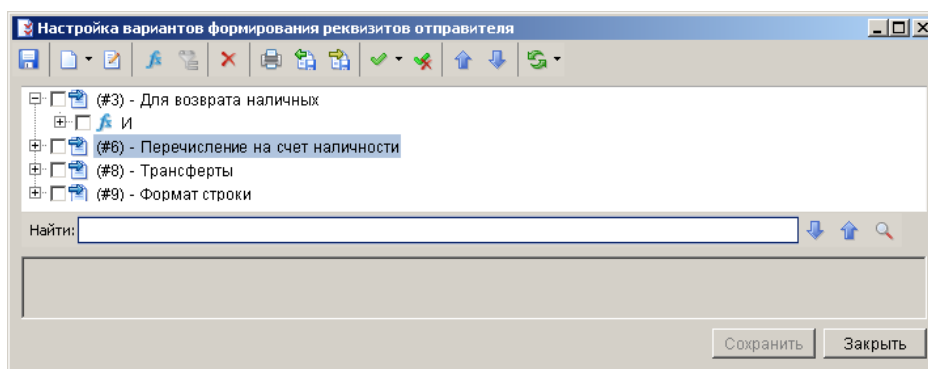 Настройка вариантов формирования реквизитов отправителя
(#3) - Для возврата наличных
fx И
(#6) - Перечисление на счет наличности
(#8) - Трансферты
(#9) - Формат строки
Найти:
Сохранить Закрыть